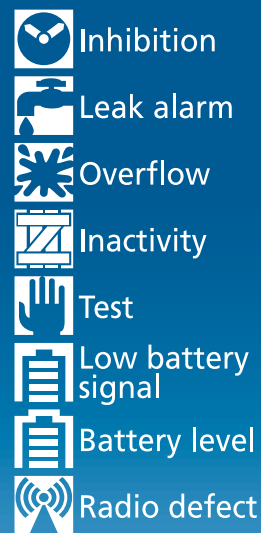 Inhibition
Leak alarm
Overflow
Inactivity
Test
Low battery
signal
Battery level
Radio defect